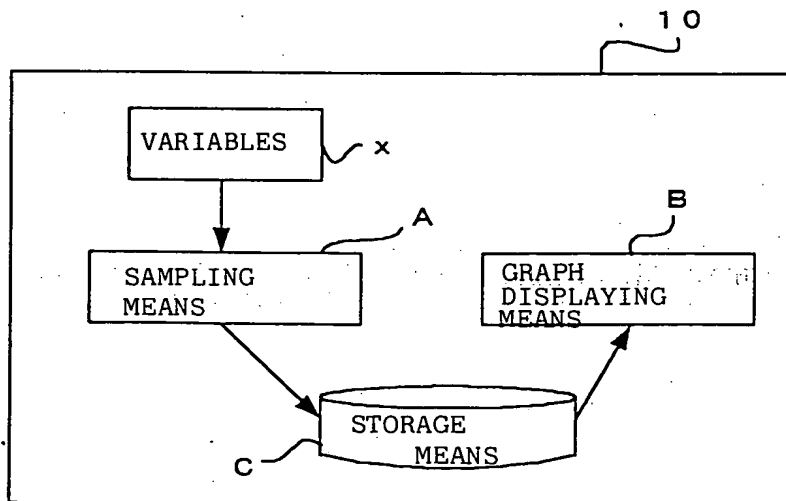 10
VARIABLES
x
A
B
SAMPLING
MEANS
GRAPH
DISPLAYING
MEANS
STORAGE
MEANS
C